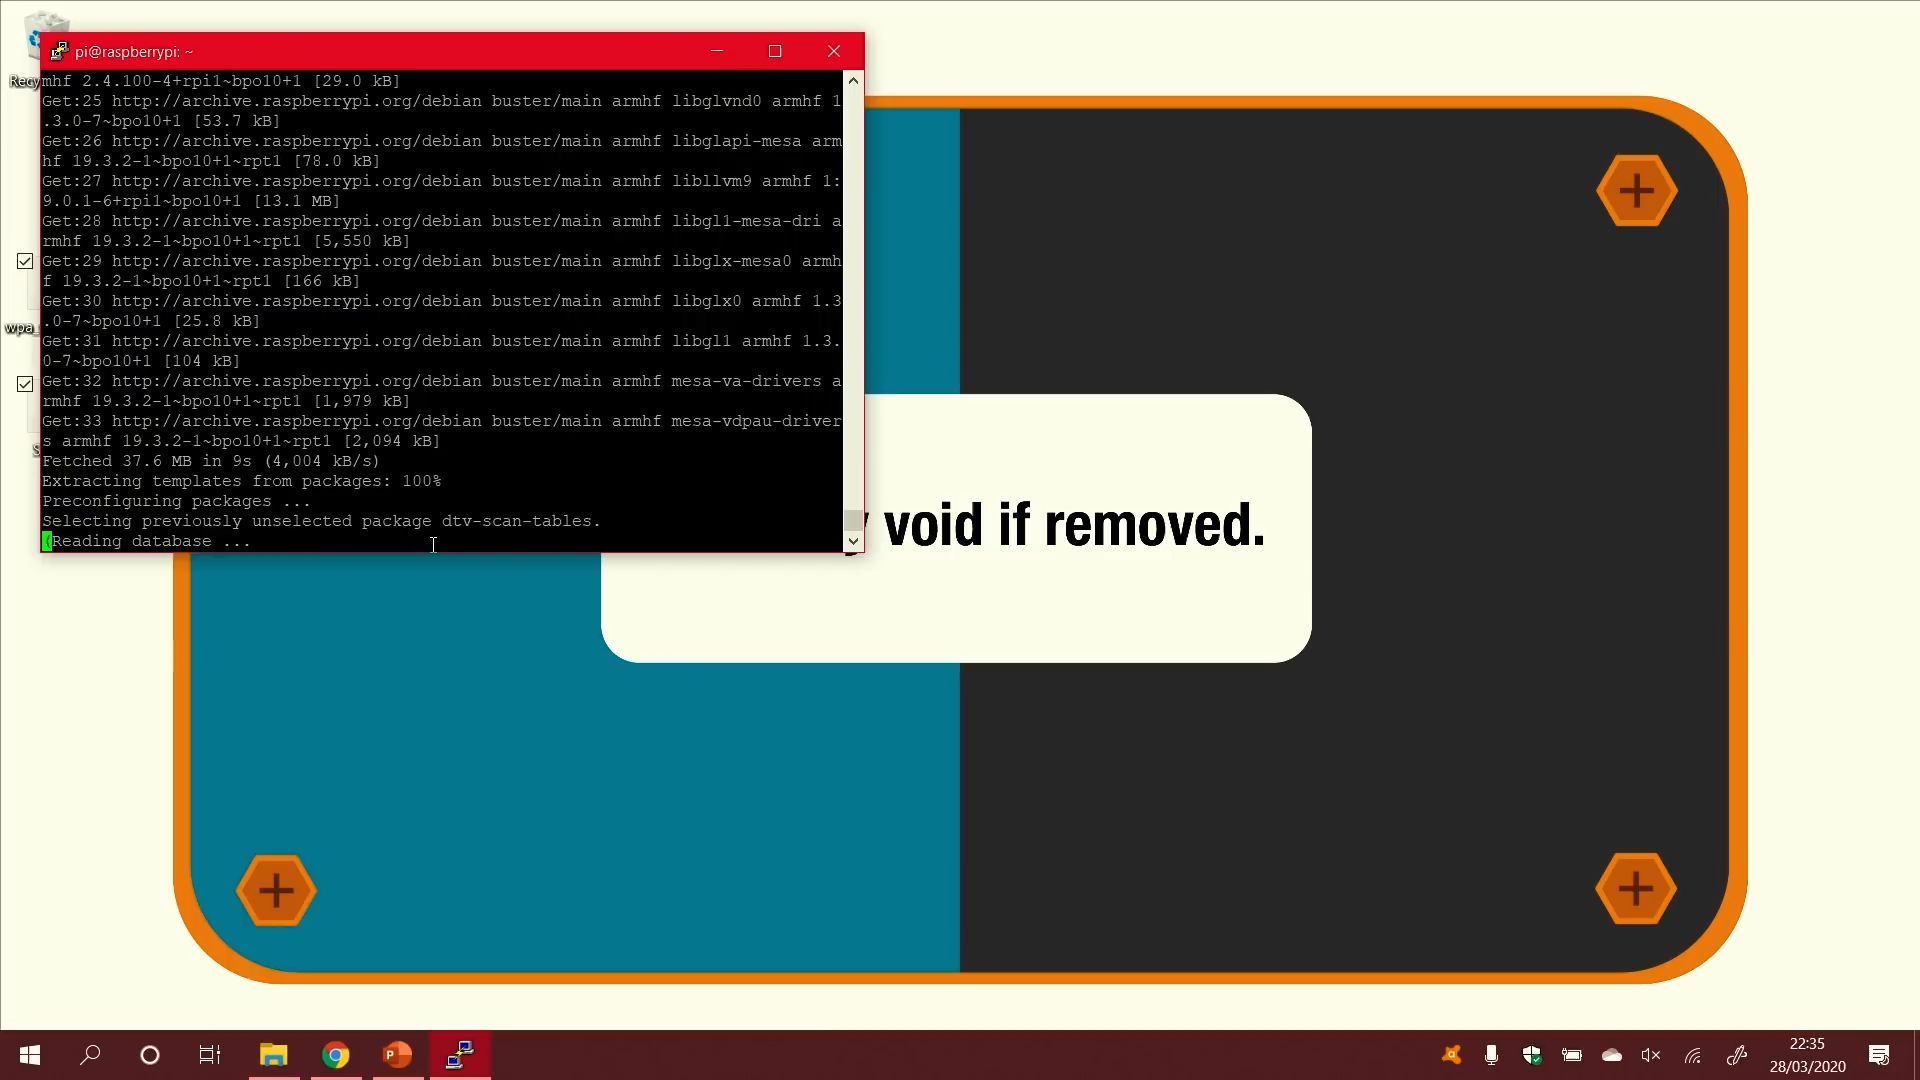 pi@raspberrypi: ~
Recy
mhf 2.4.100-4+rpi1~bpo10+1 [29.0 kB]
Get:25 http://archive.raspberrypi.org/debian buster/main armhf libglvnd0 armhf 1
.3.0-7~bpo10+1 [53.7 kB]
Get:26 http://archive.raspberrypi.org/debian buster/main armhf libglapi-mesa arm
hf 19.3.2-1~bpo10+1~rpt1 [78.0 kB]
Get:27 http://archive.raspberrypi.org/debian buster/main armhf libllvm9 armhf 1:
9.0.1-6+rpi1~bpo10+1 [13.1 MB]
Get:28 http://archive.raspberrypi.org/debian buster/main armhf libgl1-mesa-dri a
rmhf 19.3.2-1~bpo10+1~rpt1 [5,550 kB]
Get:29 http://archive.raspberrypi.org/debian buster/main armhf libglx-mesa0 armh
f 19.3.2-1~bpo10+1~rpt1 [166 kB]
Get:30 http://archive.raspberrypi.org/debian buster/main armhf libglx0 armhf 1.3
.0-7~bpo10+1 [25.8 kB]
wpa_
Get:31 http://archive.raspberrypi.org/debian buster/main armhf libgl1 armhf 1.3.
0-7~bpo10+1 [104 kB]
Get:32 http://archive.raspberrypi.org/debian buster/main armhf mesa-va-drivers a
rmhf 19.3.2-1~bpo10+1~rpt1 [1,979 kB]
Get:33 http://archive.raspberrypi.org/debian buster/main armhf mesa-vdpau-driver
s armhf 19.3.2-1~bpo10+1~rpt1 [2,094 kB]
Fetched 37.6 MB in 9s (4,004 kB/s)
Extracting templates from packages: 100%
Preconfiguring packages ...
Selecting previously unselected package dtv-scan-tables.
(Reading database ...
void if removed.
22:35
28/03/2020